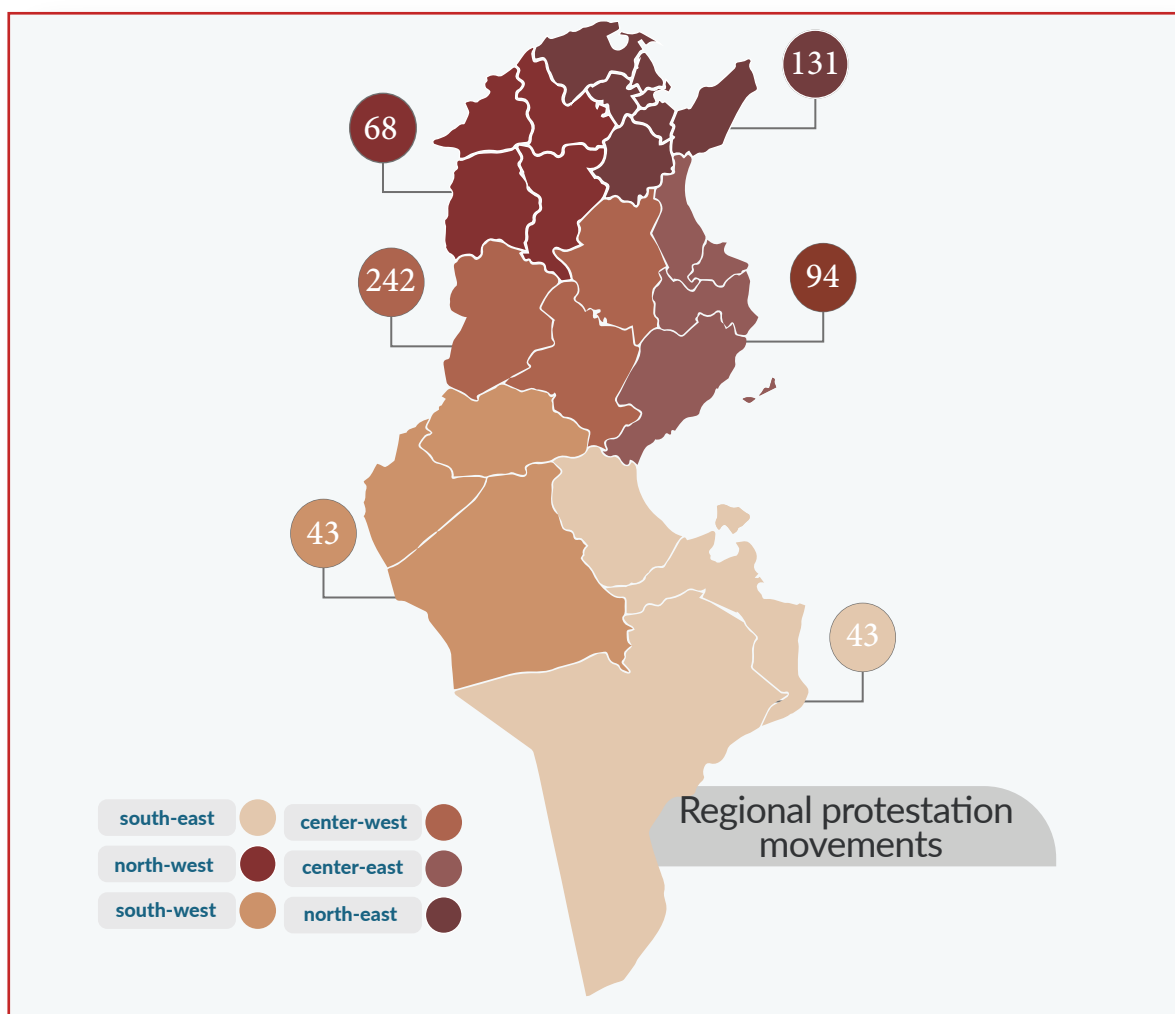 131
68
242
94
43
43
Regional protestation
movements
south-east
center-west
north-west
center-east
south-west
north-east